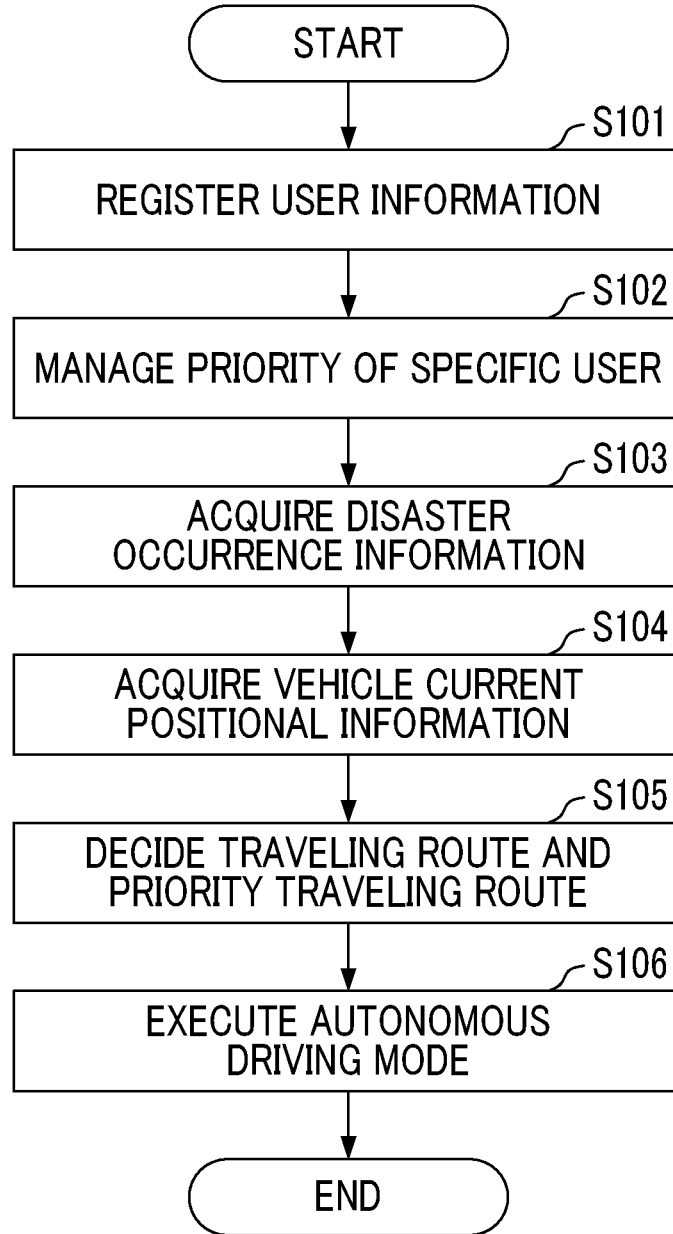 START
S101
REGISTER USER INFORMATION
S102
MANAGE PRIORITY OF SPECIFIC USER
S103
ACQUIRE DISASTER
OCCURRENCE INFORMATION
S104
ACQUIRE VEHICLE CURRENT
POSITIONAL INFORMATION
S105
DECIDE TRAVELING ROUTE AND
PRIORITY TRAVELING ROUTE
S106
EXECUTE AUTONOMOUS
DRIVING MODE
END